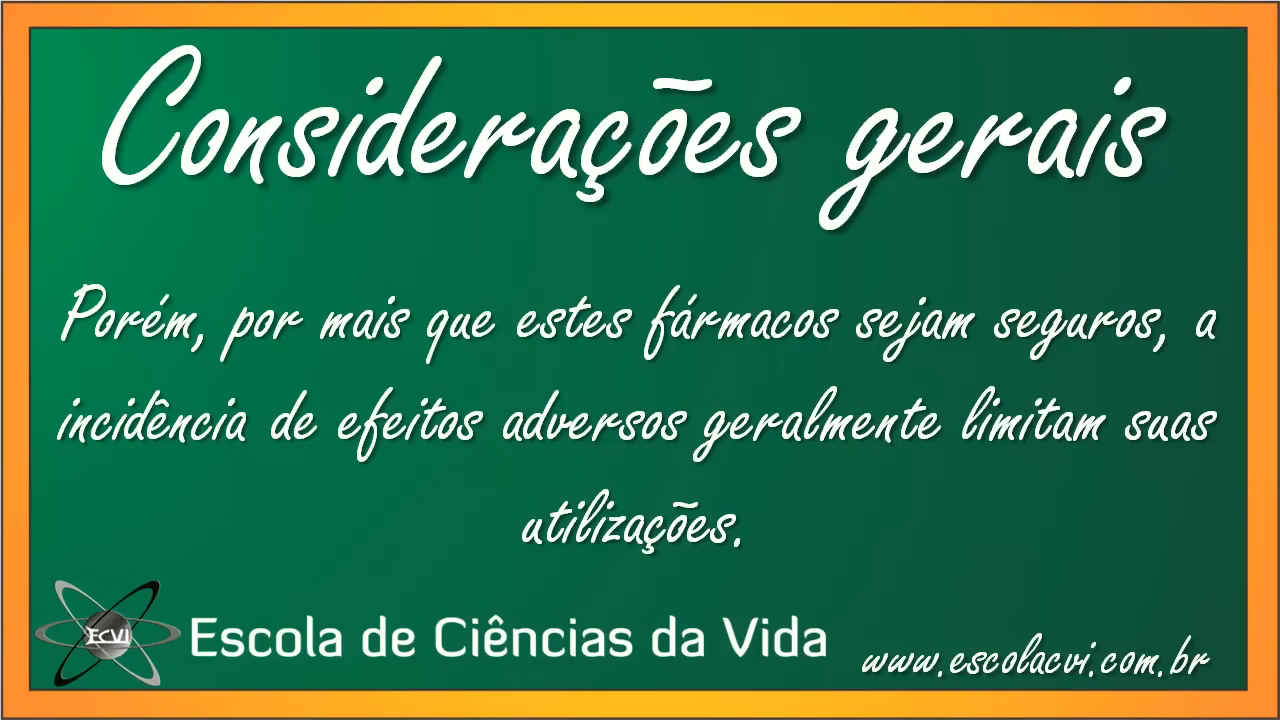 Considerações gerais
Porém, por mais que estes fármacos sejam seguros, a
incidência de efeitos adversos geralmente limitam suas
utilizações.
ECVI
Escola de Ciências da Vida
www.escolacvi.com.br